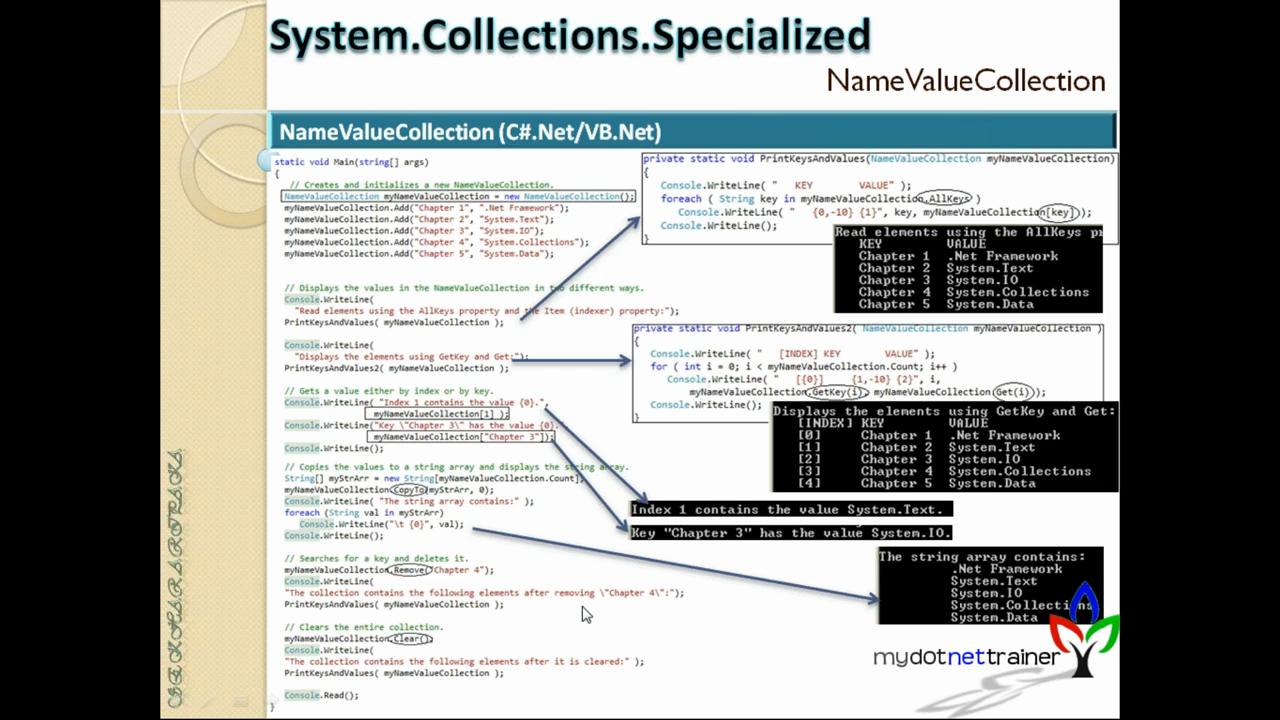 System.Collections.Specialized
NameValueCollection
NameValueCollection (C#.Net/VB.Net)
static void Main(string[] args)
{
// Creates and initializes a new NameValueCollection.
NameValueCollection myNameValueCollection = new NameValueCollection();
myNameValueCollection.Add("Chapter 1", ".Net Framework");
myNameValueCollection.Add("Chapter 2", "System.Text");
myNameValueCollection.Add("Chapter 3", "System.IO");
myNameValueCollection.Add("Chapter 4", "System.Collections");
myNameValueCollection.Add("Chapter 5", "System.Data");
// Displays the values in the NameValueCollection in two different ways.
Console.WriteLine(
"Read elements using the AllKeys property and the Item (indexer) property:");
PrintKeysAndValues( myNameValueCollection );
Console.WriteLine(
"Displays the elements using GetKey and Get:");
PrintKeysAndValues2( myNameValueCollection );
// Gets a value either by index or by key.
Console.WriteLine( "Index 1 contains the value {0}.",
myNameValueCollection[1] );
Console.WriteLine("Key \"Chapter 3\" has the value {0}.",
myNameValueCollection["Chapter 3"]);
Console.WriteLine();
// Copies the values to a string array and displays the string array.
String[] myStrArr = new String[myNameValueCollection.Count];
myNameValueCollection.CopyTo(myStrArr, 0);
Console.WriteLine( "The string array contains:" );
foreach (String val in myStrArr)
Console.WriteLine("\t {0}", val);
Console.WriteLine();
// Searches for a key and deletes it.
myNameValueCollection.Remove("Chapter 4");
Console.WriteLine(
"The collection contains the following elements after removing \"Chapter 4\":");
PrintKeysAndValues( myNameValueCollection );
// Clears the entire collection.
myNameValueCollection.Clear();
Console.WriteLine(
"The collection contains the following elements after it is cleared:" );
PrintKeysAndValues( myNameValueCollection );
Console.Read();
}
private static void PrintKeysAndValues(NameValueCollection myNameValueCollection)
{
Console.WriteLine( "   KEY        VALUE" );
foreach ( String key in myNameValueCollection.AllKeys )
Console.WriteLine( "   {0,-10} {1}", key, myNameValueCollection[key]);
Console.WriteLine();
}
Read elements using the AllKeys pr
KEY VALUE
Chapter 1 .Net Framework
Chapter 2 System.Text
Chapter 3 System.IO
Chapter 4 System.Collections
Chapter 5 System.Data
private static void PrintKeysAndValues2( NameValueCollection myNameValueCollection )
{
Console.WriteLine( "   [INDEX] KEY        VALUE" );
for ( int i = 0; i < myNameValueCollection.Count; i++ )
Console.WriteLine( "   [{0}]     {1,-10} {2}", i,
myNameValueCollection.GetKey(i), myNameValueCollection.Get(i));
Console.WriteLine();
}
Displays the elements using GetKey and Get:
[INDEX] KEY VALUE
[0] Chapter 1 .Net Framework
[1] Chapter 2 System.Text
[2] Chapter 3 System.IO
[3] Chapter 4 System.Collections
[4] Chapter 5 System.Data
Index 1 contains the value System.Text.
Key "Chapter 3" has the value System.IO.
The string array contains:
.Net Framework
System.Text
System.IO
System.Collections
System.Data
mydotnettrainer